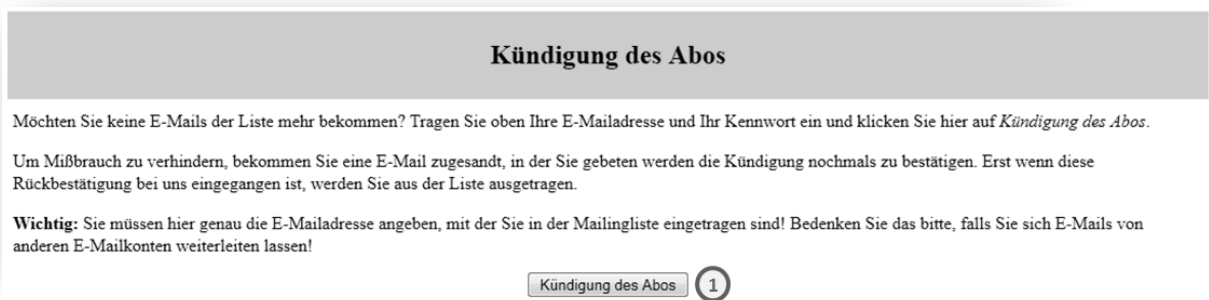 Kündigung des Abos
Möchten Sie keine E-Mails der Liste mehr bekommen? Tragen Sie oben Ihre E-Mailadresse und Ihr Kennwort ein und klicken Sie hier auf Kündigung des Abos.
Um Mißbrauch zu verhindern, bekommen Sie eine E-Mail zugesandt, in der Sie gebeten werden die Kündigung nochmals zu bestätigen. Erst wenn diese
Rückbestätigung bei uns eingegangen ist, werden Sie aus der Liste ausgetragen.
Wichtig: Sie müssen hier genau die E-Mailadresse angeben, mit der Sie in der Mailingliste eingetragen sind! Bedenken Sie das bitte, falls Sie sich E-Mails von
anderen E-Mailkonten weiterleiten lassen!
Kündigung des Abos 1